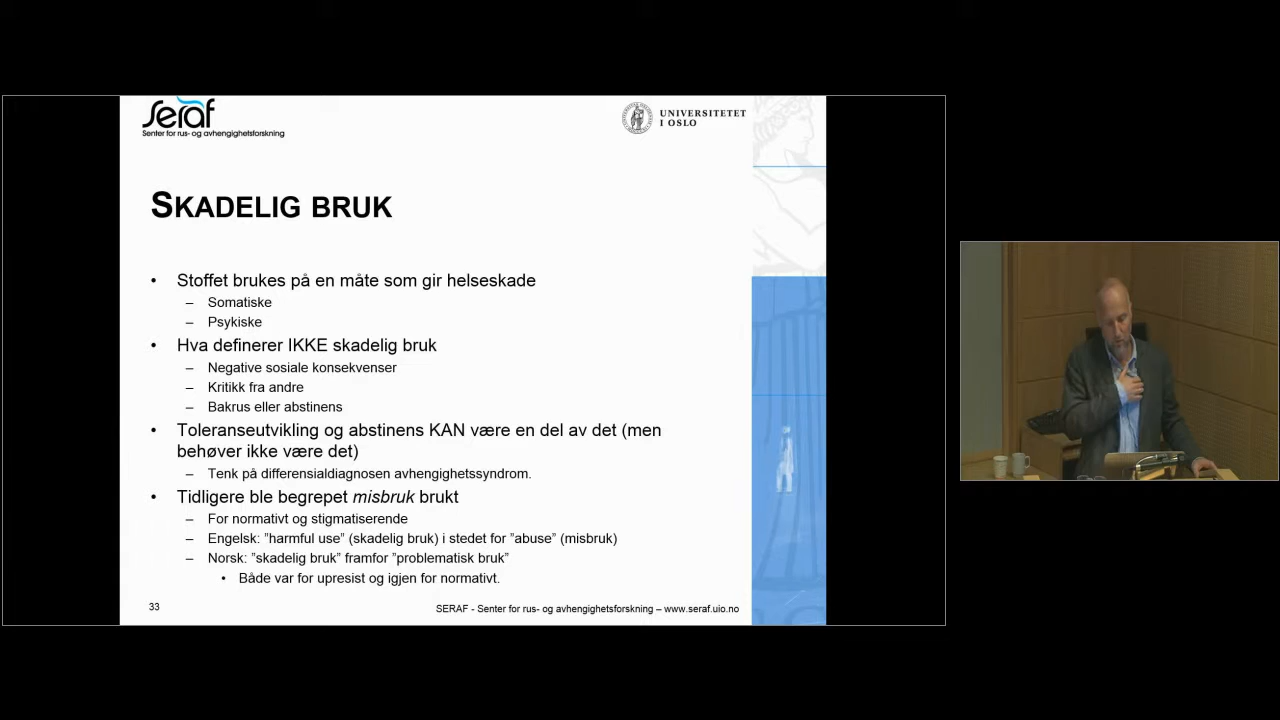 seraf
Senter for rus- og avhengighetsforskning
UNIVERSITETET
I OSLO
SKADELIG BRUK
• Stoffet brukes på en måte som gir helseskade
– Somatiske
– Psykiske
• Hva definerer IKKE skadelig bruk
– Negative sosiale konsekvenser
– Kritikk fra andre
– Bakrus eller abstinens
• Toleranseutvikling og abstinens KAN være en del av det (men
behøver ikke være det)
– Tenk på differensialdiagnosen avhengighetssyndrom.
• Tidligere ble begrepet misbruk brukt
– For normativt og stigmatiserende
– Engelsk: ”harmful use” (skadelig bruk) i stedet for ”abuse” (misbruk)
– Norsk: ”skadelig bruk” framfor ”problematisk bruk”
• Både var for upresist og igjen for normativt.
33
SERAF - Senter for rus- og avhengighetsforskning – www.seraf.uio.no